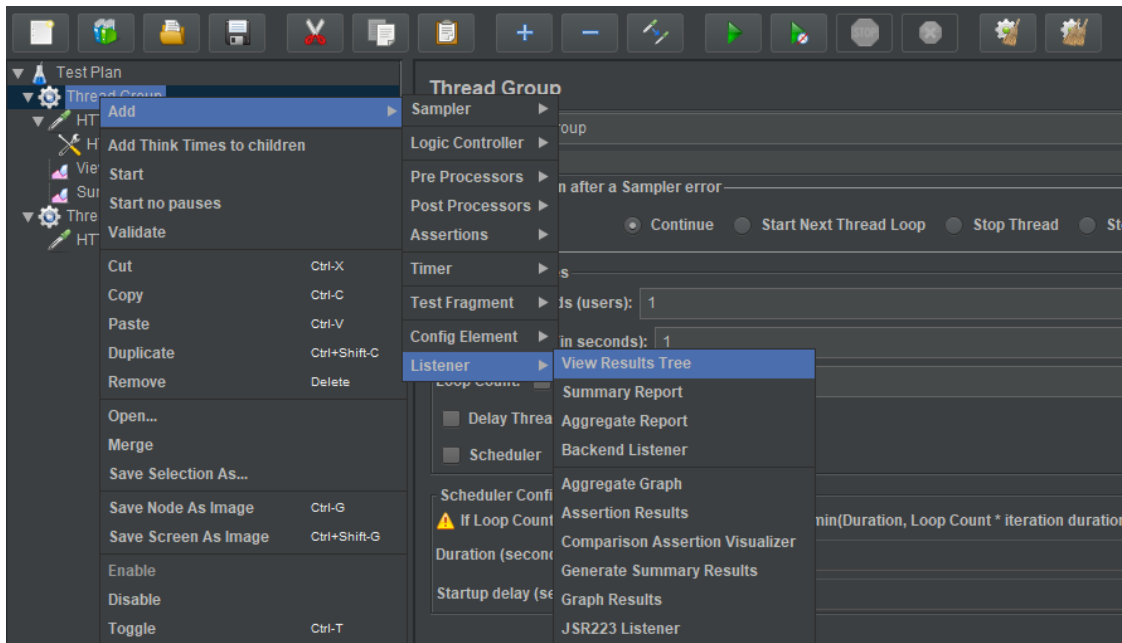 STOP
Test Plan
Thread Group
HT
H
Vie
Sur
Thre
HT
Add
Add Think Times to children
Start
Start no pauses
Validate
Cut Ctrl-X
Copy Ctrl-C
Paste Ctrl-V
Duplicate Ctrl+Shift-C
Remove Delete
Open...
Merge
Save Selection As...
Save Node As Image Ctrl-G
Save Screen As Image Ctrl+Shift-G
Enable
Disable
Toggle Ctrl-T
Sampler
Logic Controller
Pre Processors
Post Processors
Assertions
Timer
Test Fragment
Config Element
Listener
View Results Tree
Summary Report
Aggregate Report
Backend Listener
Aggregate Graph
Assertion Results
Comparison Assertion Visualizer
Generate Summary Results
Graph Results
JSR223 Listener
Thread Group
oup
n after a Sampler error
Continue Start Next Thread Loop Stop Thread St
s
ds (users): 1
in seconds): 1
Loop Count:
Delay Threa
Scheduler
Scheduler Confi
If Loop Count min(Duration, Loop Count * iteration duration
Duration (second
Startup delay (se